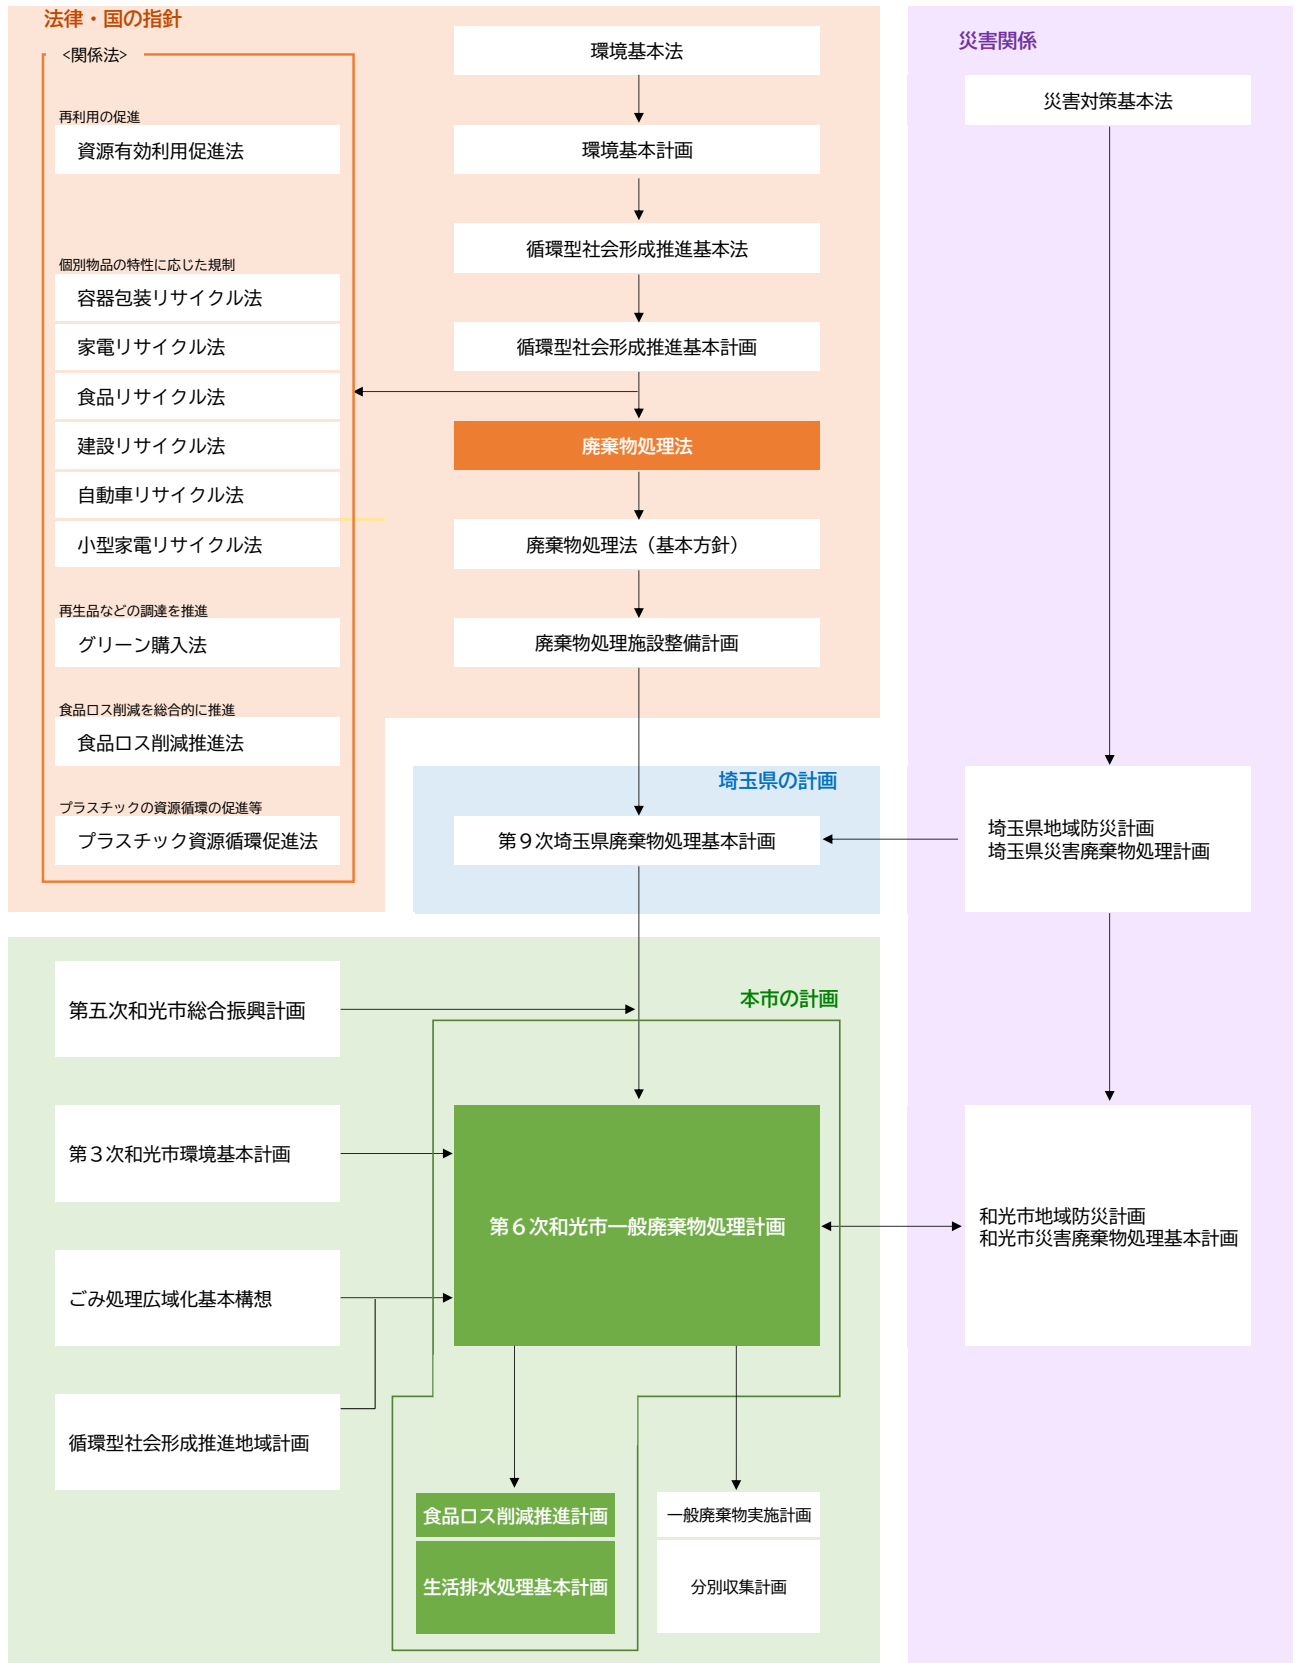 法律・国の指針
<関係法>
再利用の促進
資源有効利用促進法
個別物品の特性に応じた規制
容器包装リサイクル法
家電リサイクル法
食品リサイクル法
建設リサイクル法
自動車リサイクル法
小型家電リサイクル法
再生品などの調達を推進
グリーン購入法
食品ロス削減を総合的に推進
食品ロス削減推進法
プラスチックの資源循環の促進等
プラスチック資源循環促進法
環境基本法
環境基本計画
循環型社会形成推進基本法
循環型社会形成推進基本計画
廃棄物処理法
廃棄物処理法（基本方針）
廃棄物処理施設整備計画
埼玉県の計画
第９次埼玉県廃棄物処理基本計画
災害関係
災害対策基本法
埼玉県地域防災計画
埼玉県災害廃棄物処理計画
和光市地域防災計画
和光市災害廃棄物処理基本計画
本市の計画
第五次和光市総合振興計画
第３次和光市環境基本計画
ごみ処理広域化基本構想
循環型社会形成推進地域計画
第６次和光市一般廃棄物処理計画
食品ロス削減推進計画
生活排水処理基本計画
一般廃棄物実施計画
分別収集計画